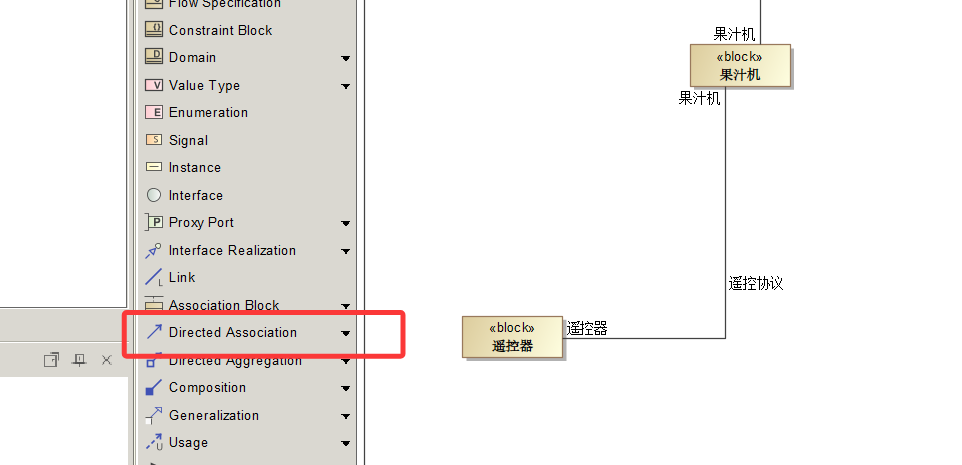 Flow Specification
Constraint Block
Domain
Value Type
Enumeration
Signal
Instance
Interface
Proxy Port
Interface Realization
Link
Association Block
Directed Association
Directed Aggregation
Composition
Generalization
Usage
果汁机
«block»
果汁机
果汁机
遥控协议
«block»
遥控器
遥控器